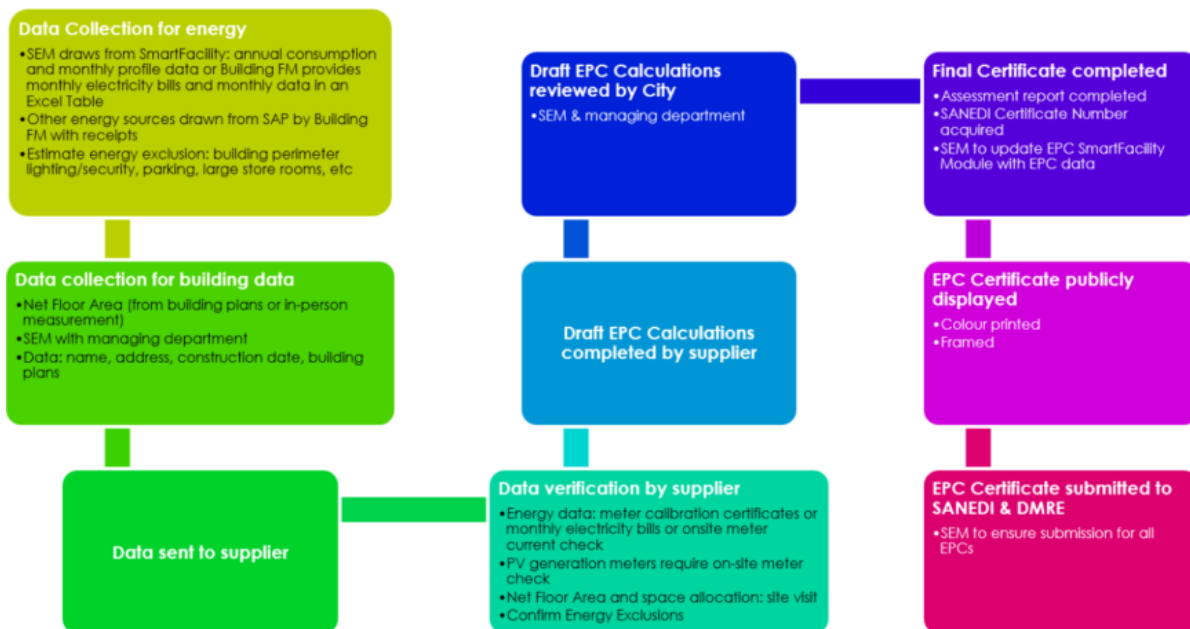 Data Collection for energy
•SEM draws from SmartFacility: annual consumption
and monthly profile data or Building FM provides
monthly electricity bills and monthly data in an
Excel Table
•Other energy sources drawn from SAP by Building
FM with receipts
•Estimate energy exclusion: building perimeter
lighting/security, parking, large store rooms, etc
Data collection for building data
•Net Floor Area (from building plans or in-person
measurement)
•SEM with managing department
•Data: name, address, construction date, building
plans
Data sent to supplier
Data verification by supplier
•Energy data: meter calibration certificates or
monthly electricity bills or onsite meter
current check
•PV generation meters require on-site meter
check
•Net Floor Area and space allocation: site visit
•Confirm Energy Exclusions
Draft EPC Calculations
completed by supplier
Draft EPC Calculations
reviewed by City
•SEM & managing department
Final Certificate completed
•Assessment report completed
•SANEDI Certificate Number
acquired
•SEM to update EPC SmartFacility
Module with EPC data
EPC Certificate publicly
displayed
•Colour printed
•Framed
EPC Certificate submitted to
SANEDI & DMRE
•SEM to ensure submission for all
EPCs